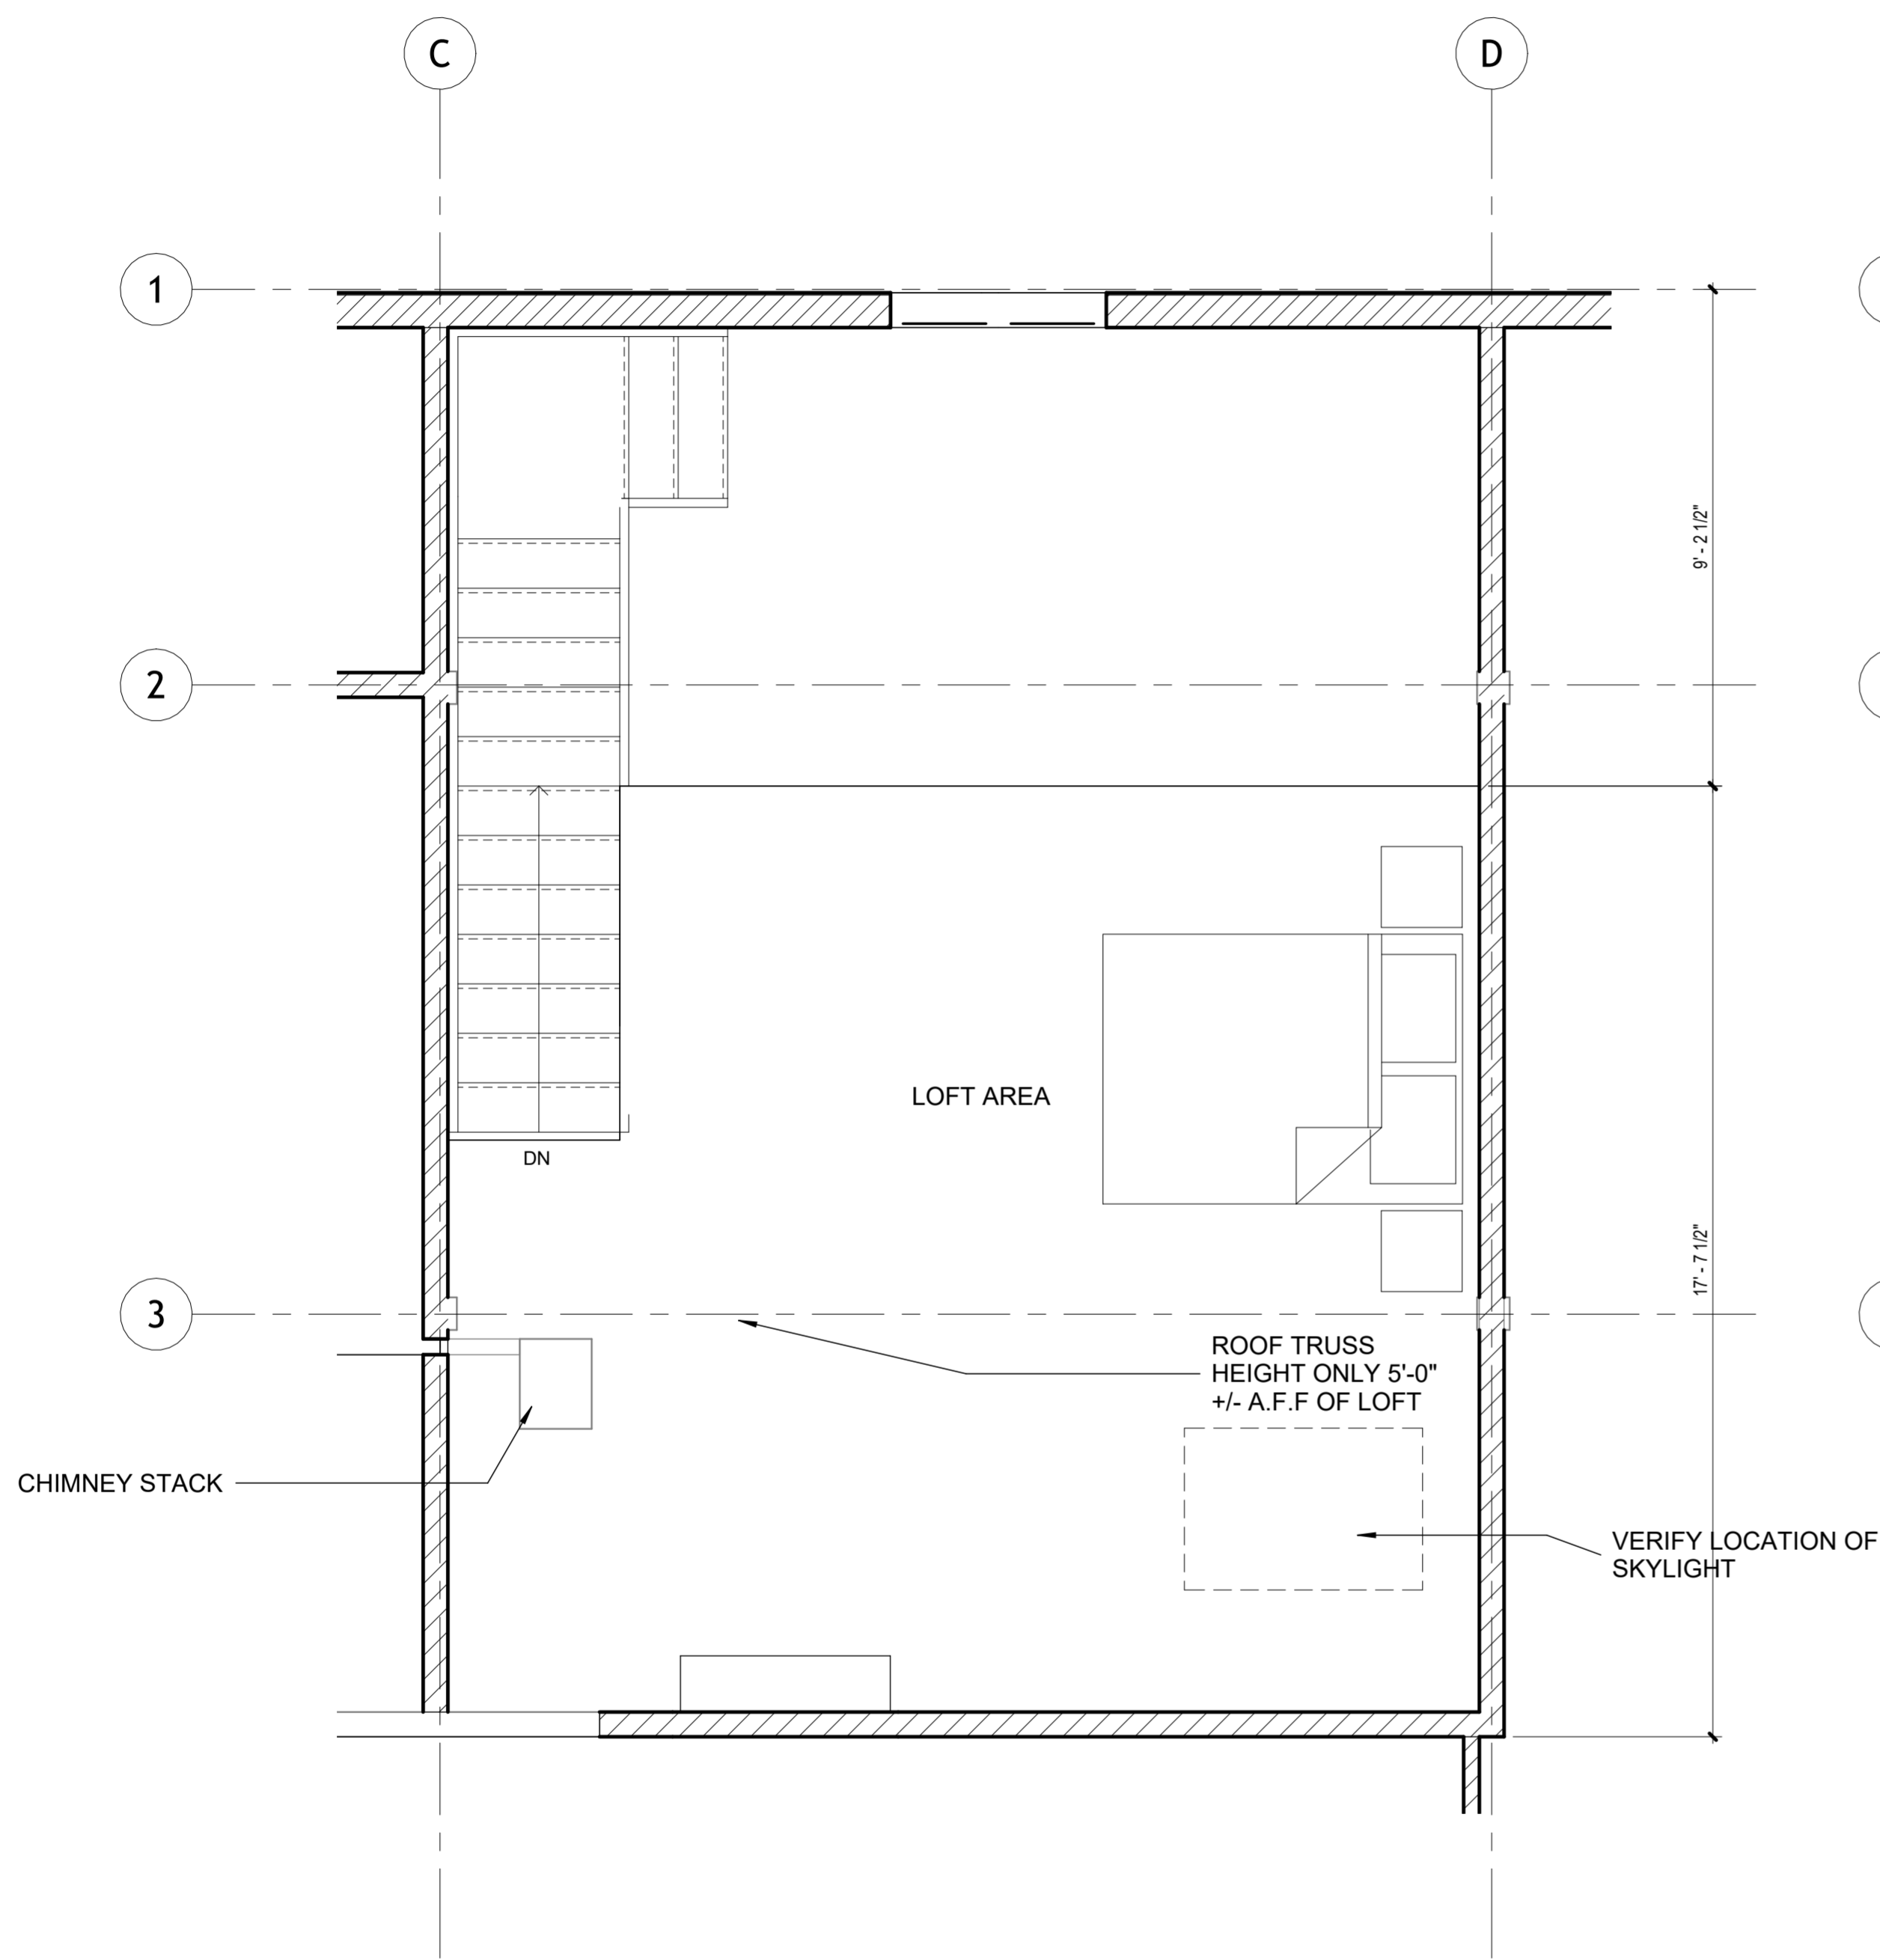 C
D
1
9' - 2 1/2"
2
LOFT AREA
DN
17' - 7 1/2"
3
ROOF TRUSS
HEIGHT ONLY 5'-0"
+/- A.F.F OF LOFT
CHIMNEY STACK
VERIFY LOCATION OF
SKYLIGHT